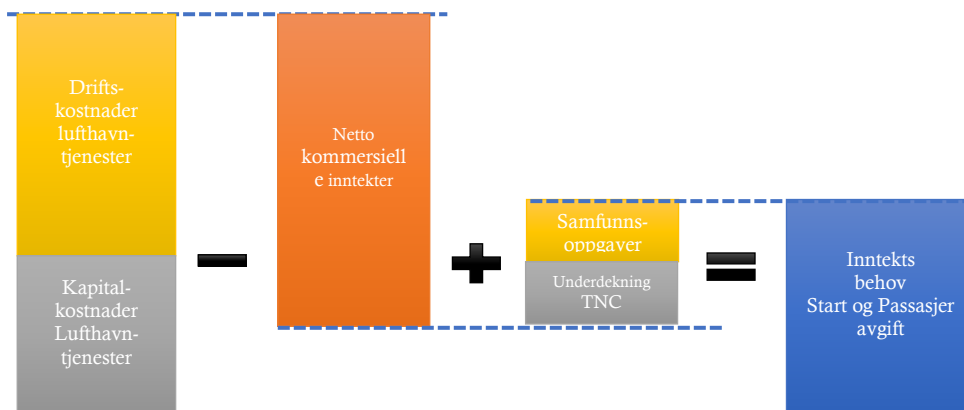 Drifts-
kostnader
lufthavn-
tjenester
Kapital-
kostnader
Lufthavn-
tjenester
Netto
kommersiell
e inntekter
Samfunns-
oppgaver
Underdekning
TNC
Inntekts
behov
Start og Passasjer
avgift